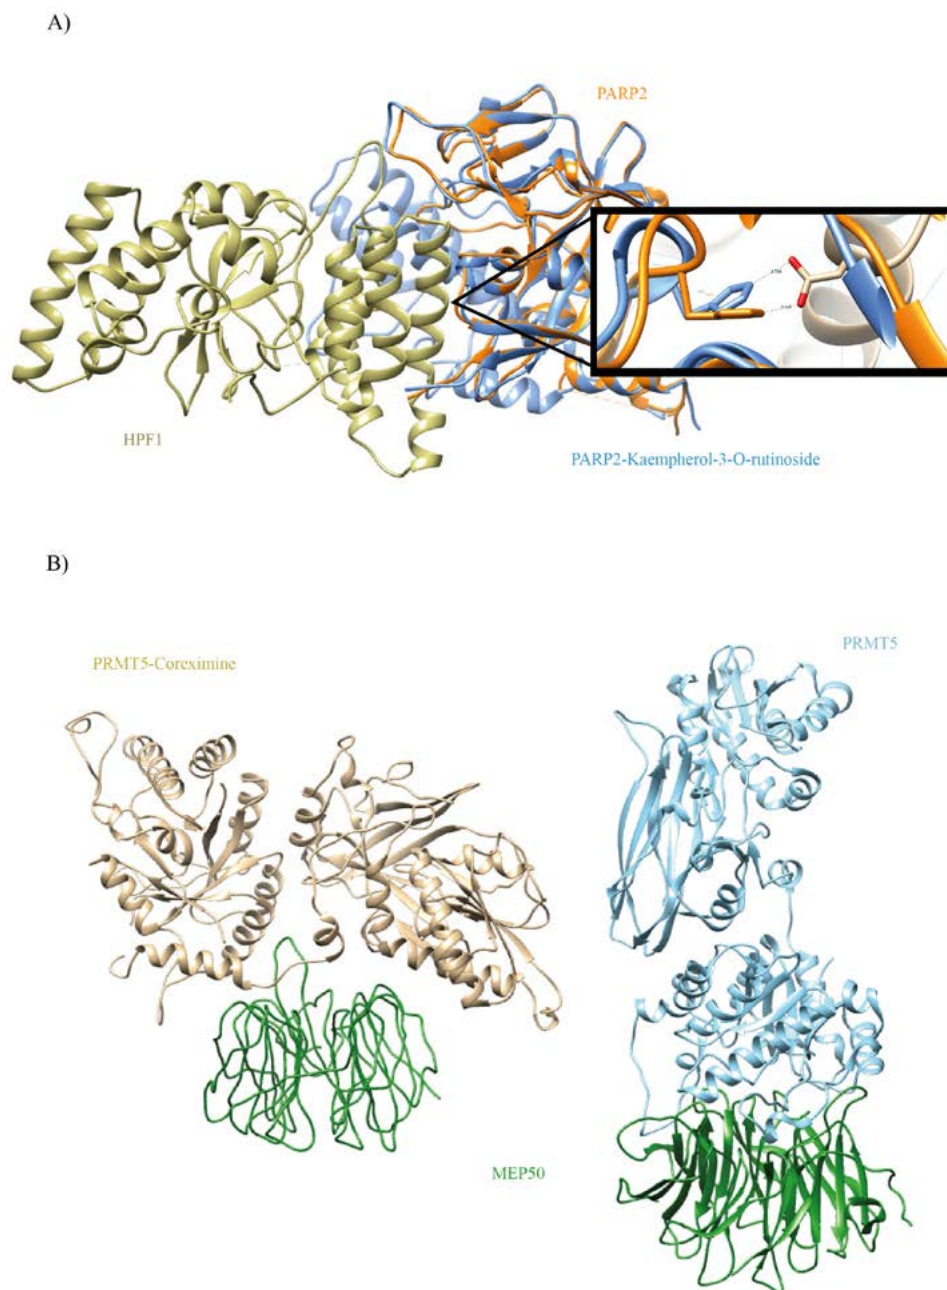 A)
PARP2
HPF1
PARP2-Kaempherol-3-O-rutinoside
B)
PRMT5-Coreximine
PRMT5
MEP50